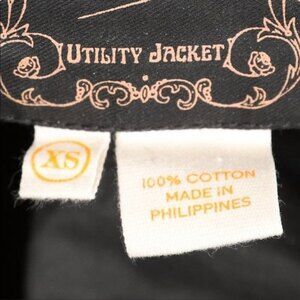 UTILITY JACKET
XS
100% COTTON
MADE IN
PHILIPPINES